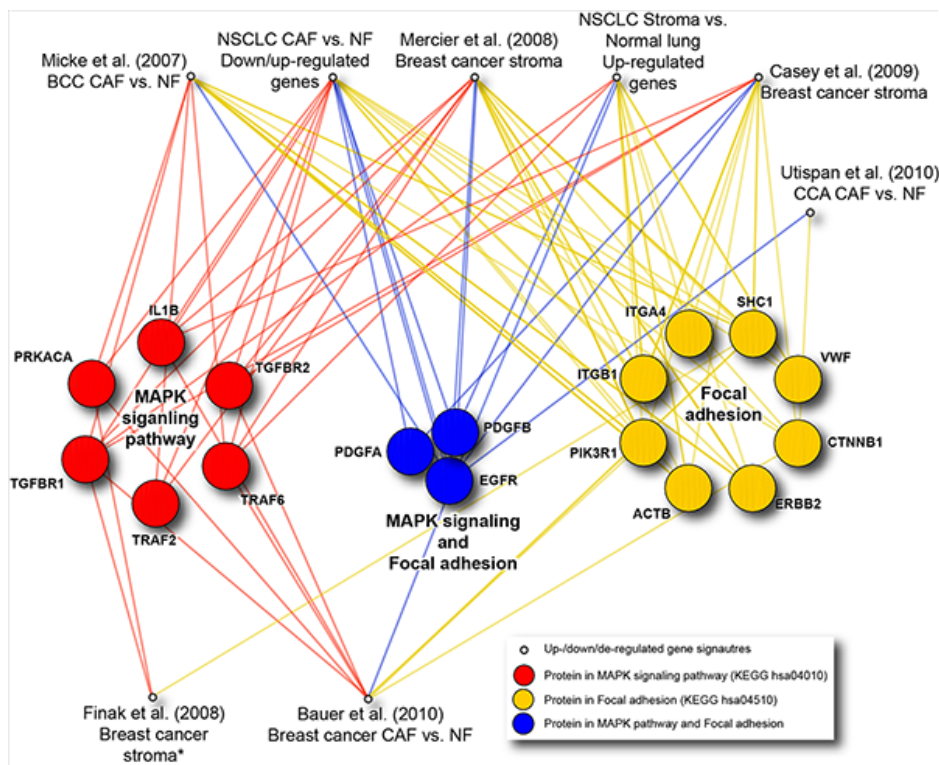 Micke et al. (2007)
BCC CAF vs. NF
NSCLC CAF vs. NF
Down/up-regulated
genes
Mercier et al. (2008)
Breast cancer stroma
NSCLC Stroma vs.
Normal lung
Up-regulated
genes
Casey et al. (2009)
Breast cancer stroma
Utispan et al. (2010)
CCA CAF vs. NF
IL1B
PRKACA
TGFBR2
MAPK
siganling
pathway
TGFBR1
TRAF6
TRAF2
PDGFB
PDGFA
EGFR
MAPK signaling
and
Focal adhesion
ITGA4
SHC1
ITGB1
VWF
Focal
adhesion
PIK3R1
CTNNB1
ACTB
ERBB2
Finak et al. (2008)
Breast cancer
stroma*
Bauer et al. (2010)
Breast cancer CAF vs. NF
Up-/down/de-regulated gene signautres
Protein in MAPK signaling pathway (KEGG hsa04010)
Protein in Focal adhesion (KEGG hsa04510)
Protein in MAPK pathway and Focal adhesion